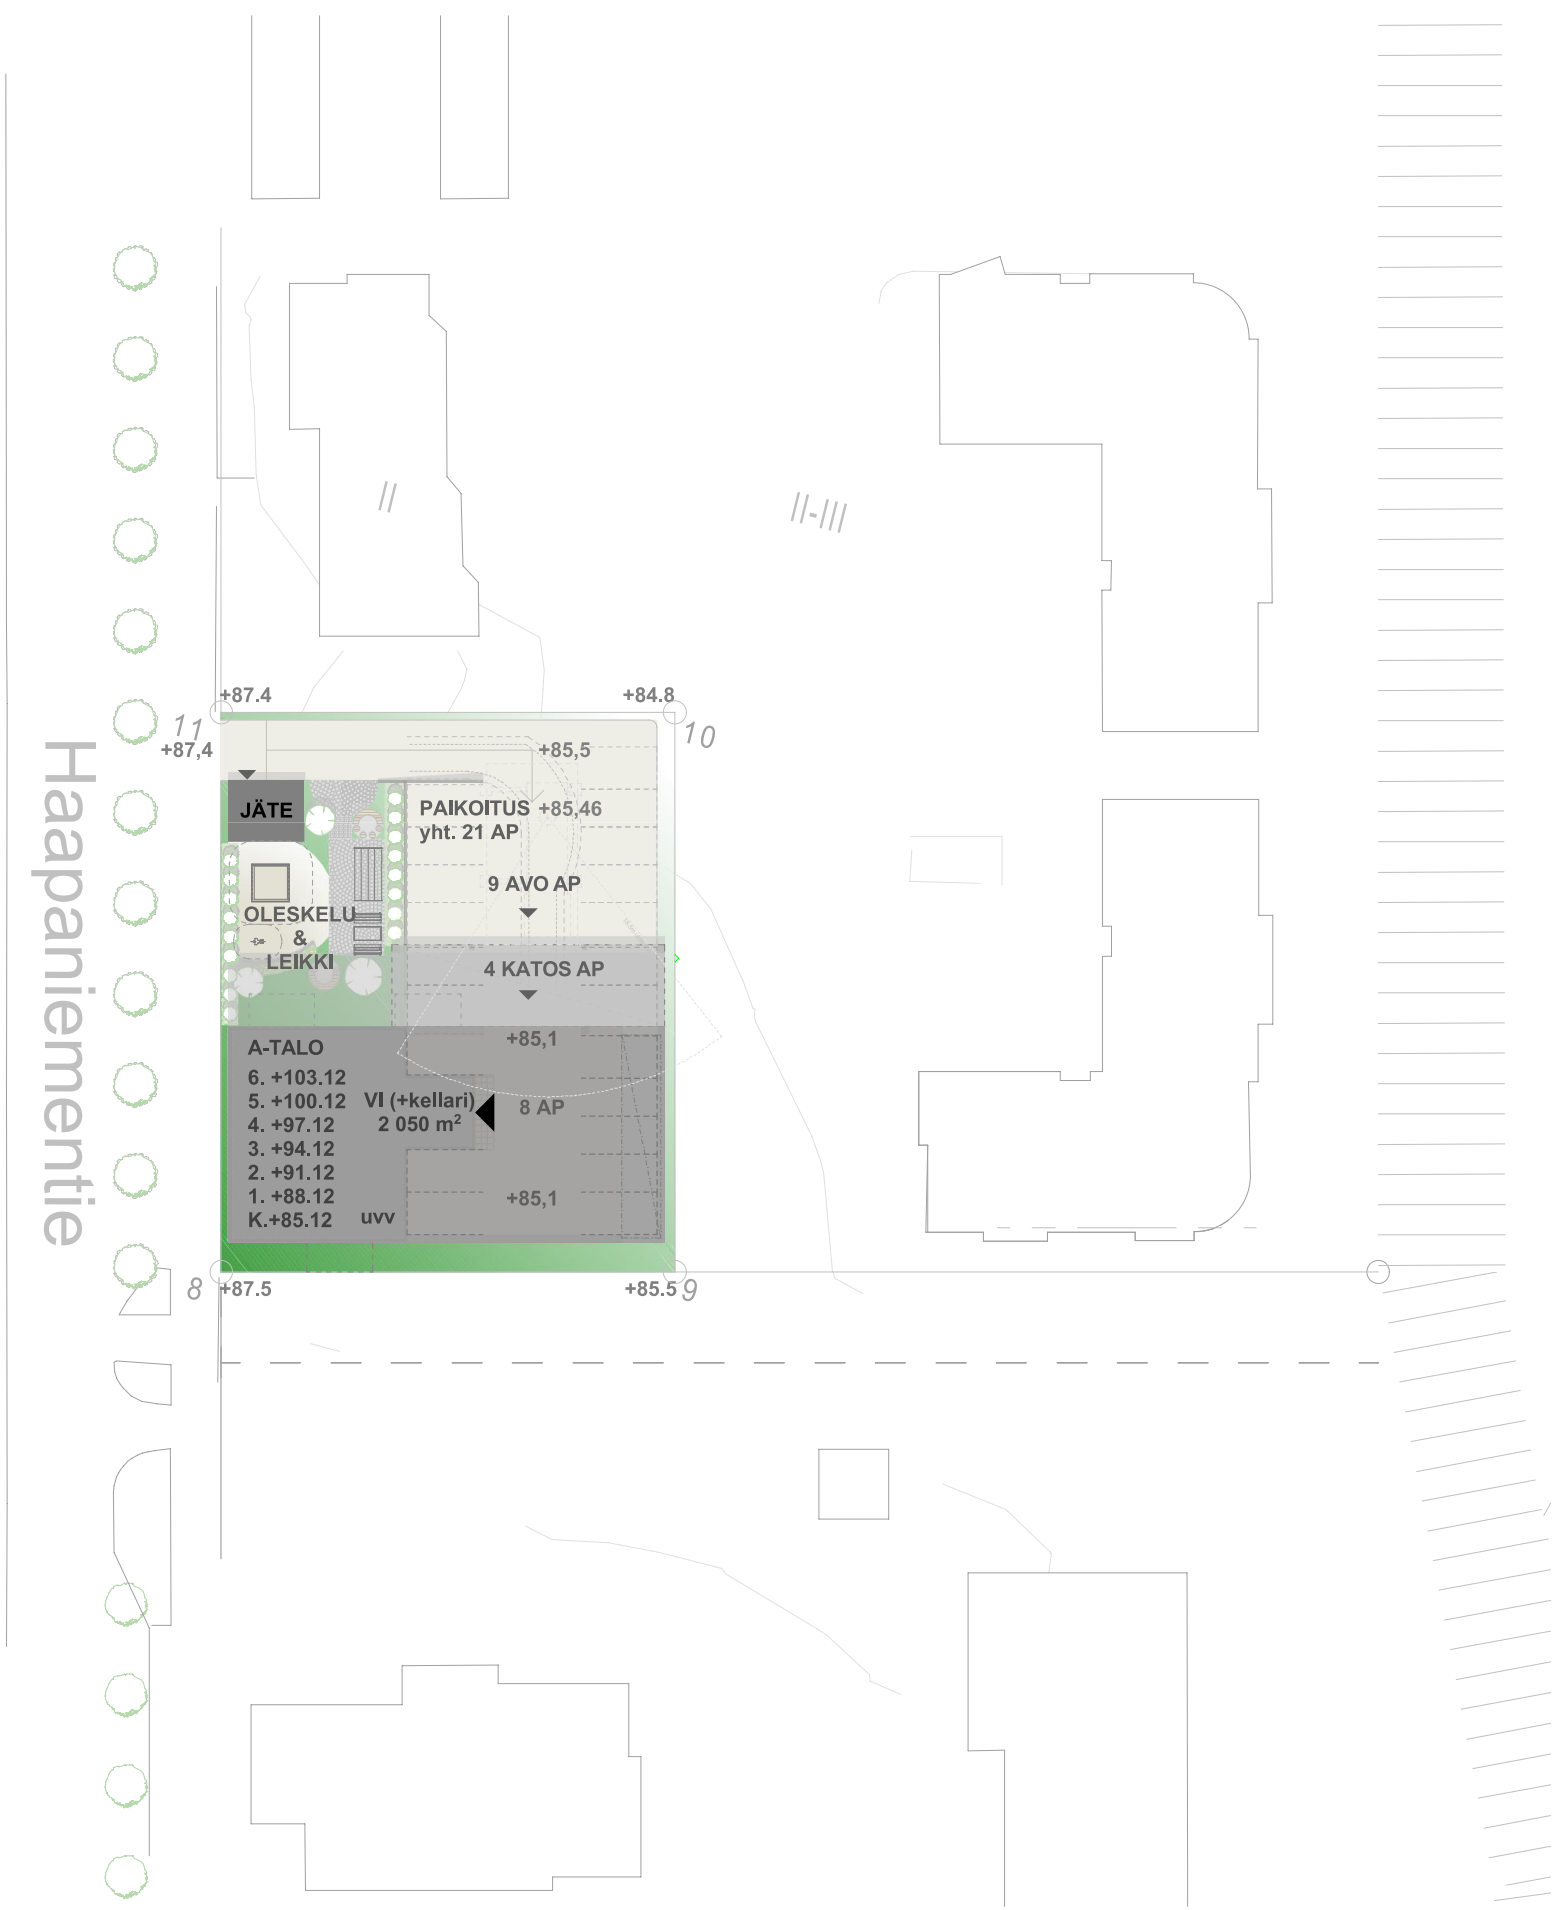 II
II-III
+87.4
+84.8
11
10
+87,4
+85,5
JÄTE
PAIKOITUS
yht. 21 AP
+85,46
9 AVO AP
OLESKELU
&
LEIKKI
4 KATOS AP
Haapaniementie
+85,1
A-TALO
6. +103.12
5. +100.12
4. +97.12
3. +94.12
2. +91.12
1. +88.12
K.+85.12
VI (+kellari)
2 050 m²
8 AP
+85,1
uvv
8
+87.5
+85.5
9